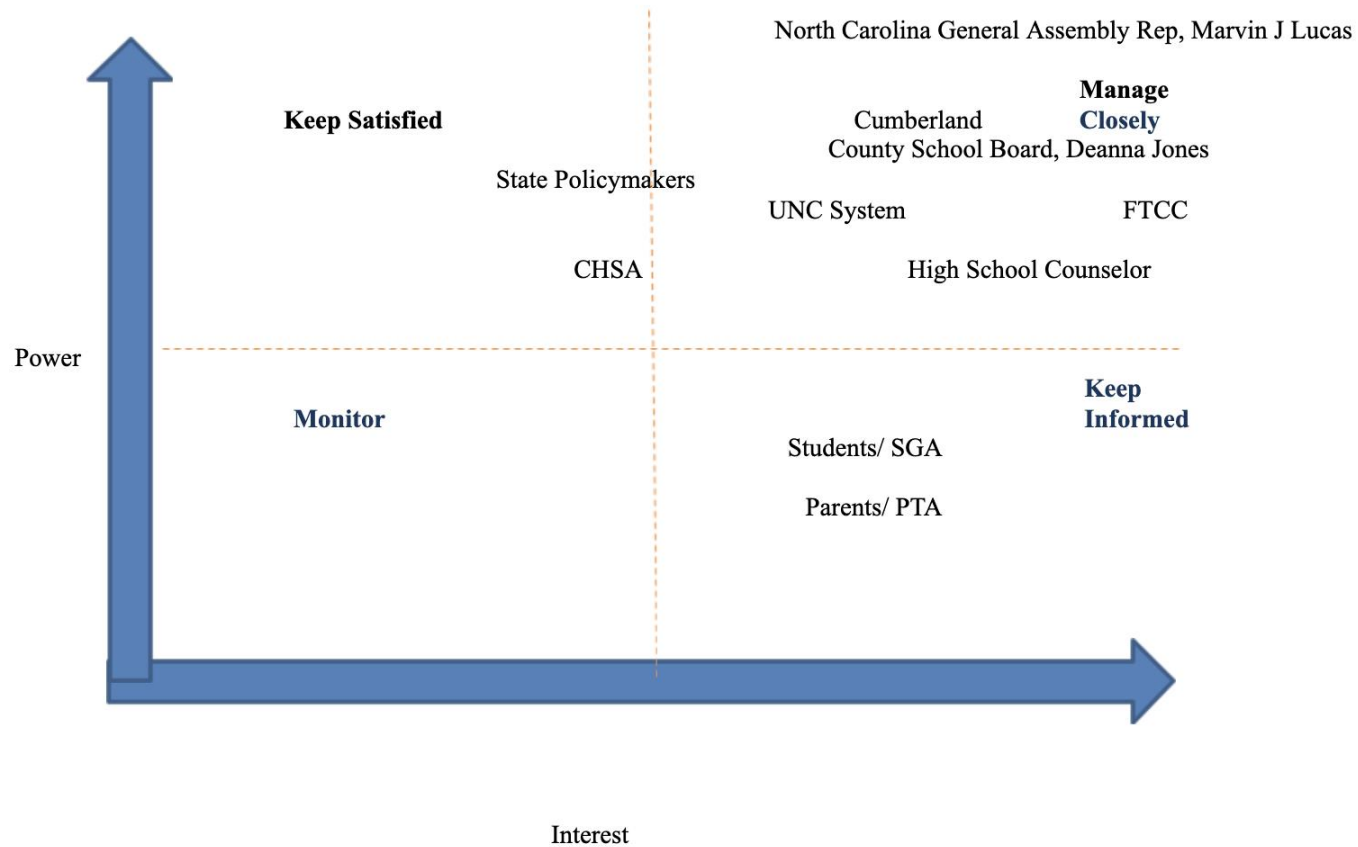 North Carolina General Assembly Rep, Marvin J Lucas
Manage
Keep Satisfied
Cumberland
Closely
County School Board, Deanna Jones
State Policymakers
UNC System
FTCC
CHSA
High School Counselor
Power
Keep
Monitor
Informed
Students/ SGA
Parents/ PTA
Interest